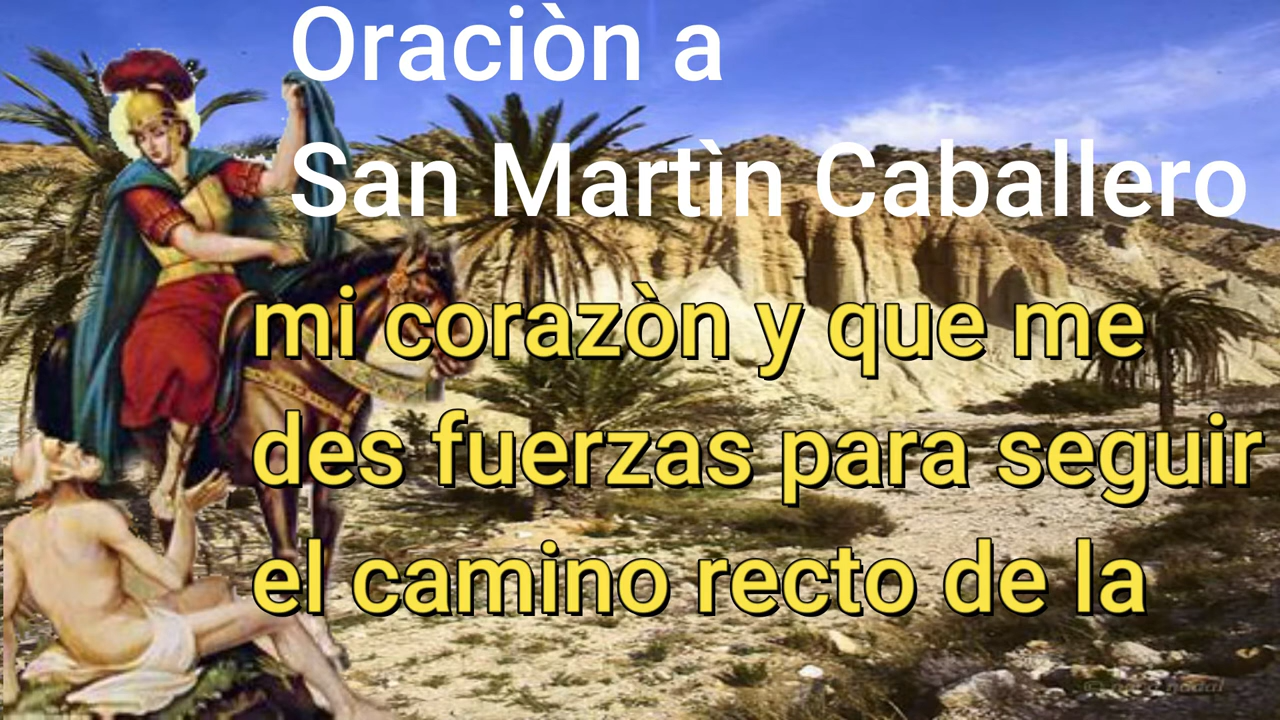 Oraciòn a
San Martìn Caballero
mi corazòn y que me
des fuerzas para seguir
el camino recto de la